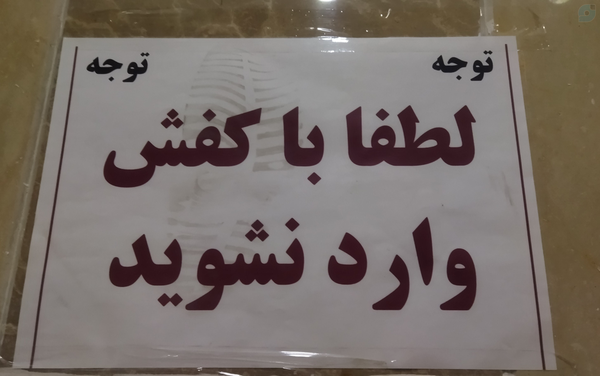 توجه توجه
لطفا با کفش
وارد نشوید